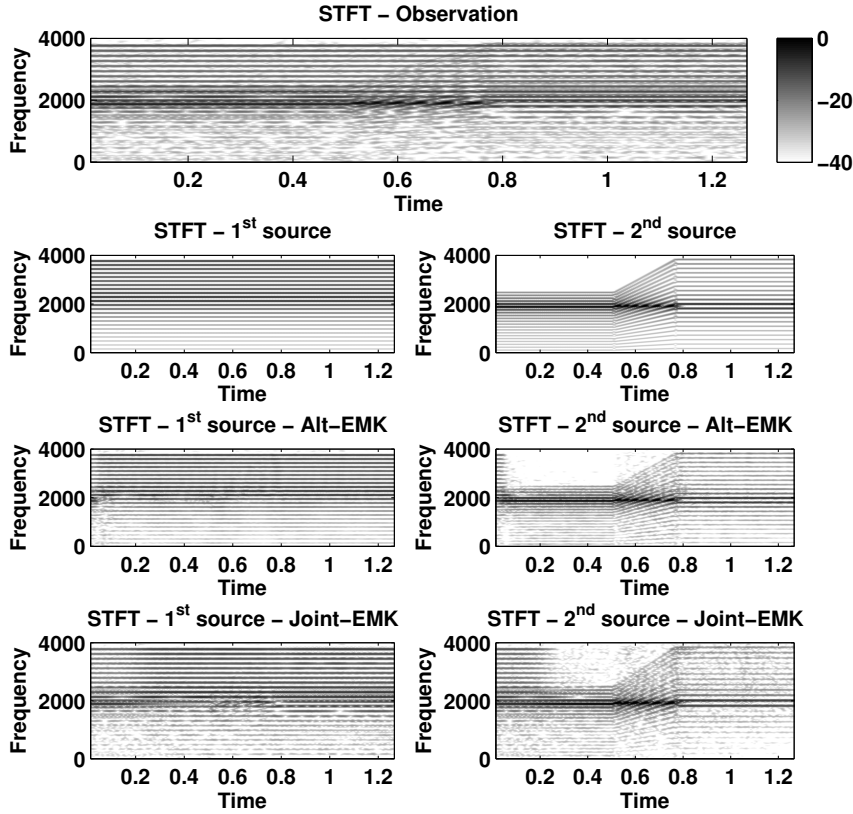 STFT − Observation
Frequency
4000
2000
0
0.2 0.4 0.6 0.8 1 1.2
Time
0
−20
−40
STFT − 1st source
Frequency
4000
2000
0
0.2 0.4 0.6 0.8 1 1.2
Time
STFT − 2nd source
Frequency
4000
2000
0
0.2 0.4 0.6 0.8 1 1.2
Time
STFT − 1st source − Alt−EMK
Frequency
4000
2000
0
0.2 0.4 0.6 0.8 1 1.2
Time
STFT − 2nd source − Alt−EMK
Frequency
4000
2000
0
0.2 0.4 0.6 0.8 1 1.2
Time
STFT − 1st source − Joint−EMK
Frequency
4000
2000
0
0.2 0.4 0.6 0.8 1 1.2
Time
STFT − 2nd source − Joint−EMK
Frequency
4000
2000
0
0.2 0.4 0.6 0.8 1 1.2
Time